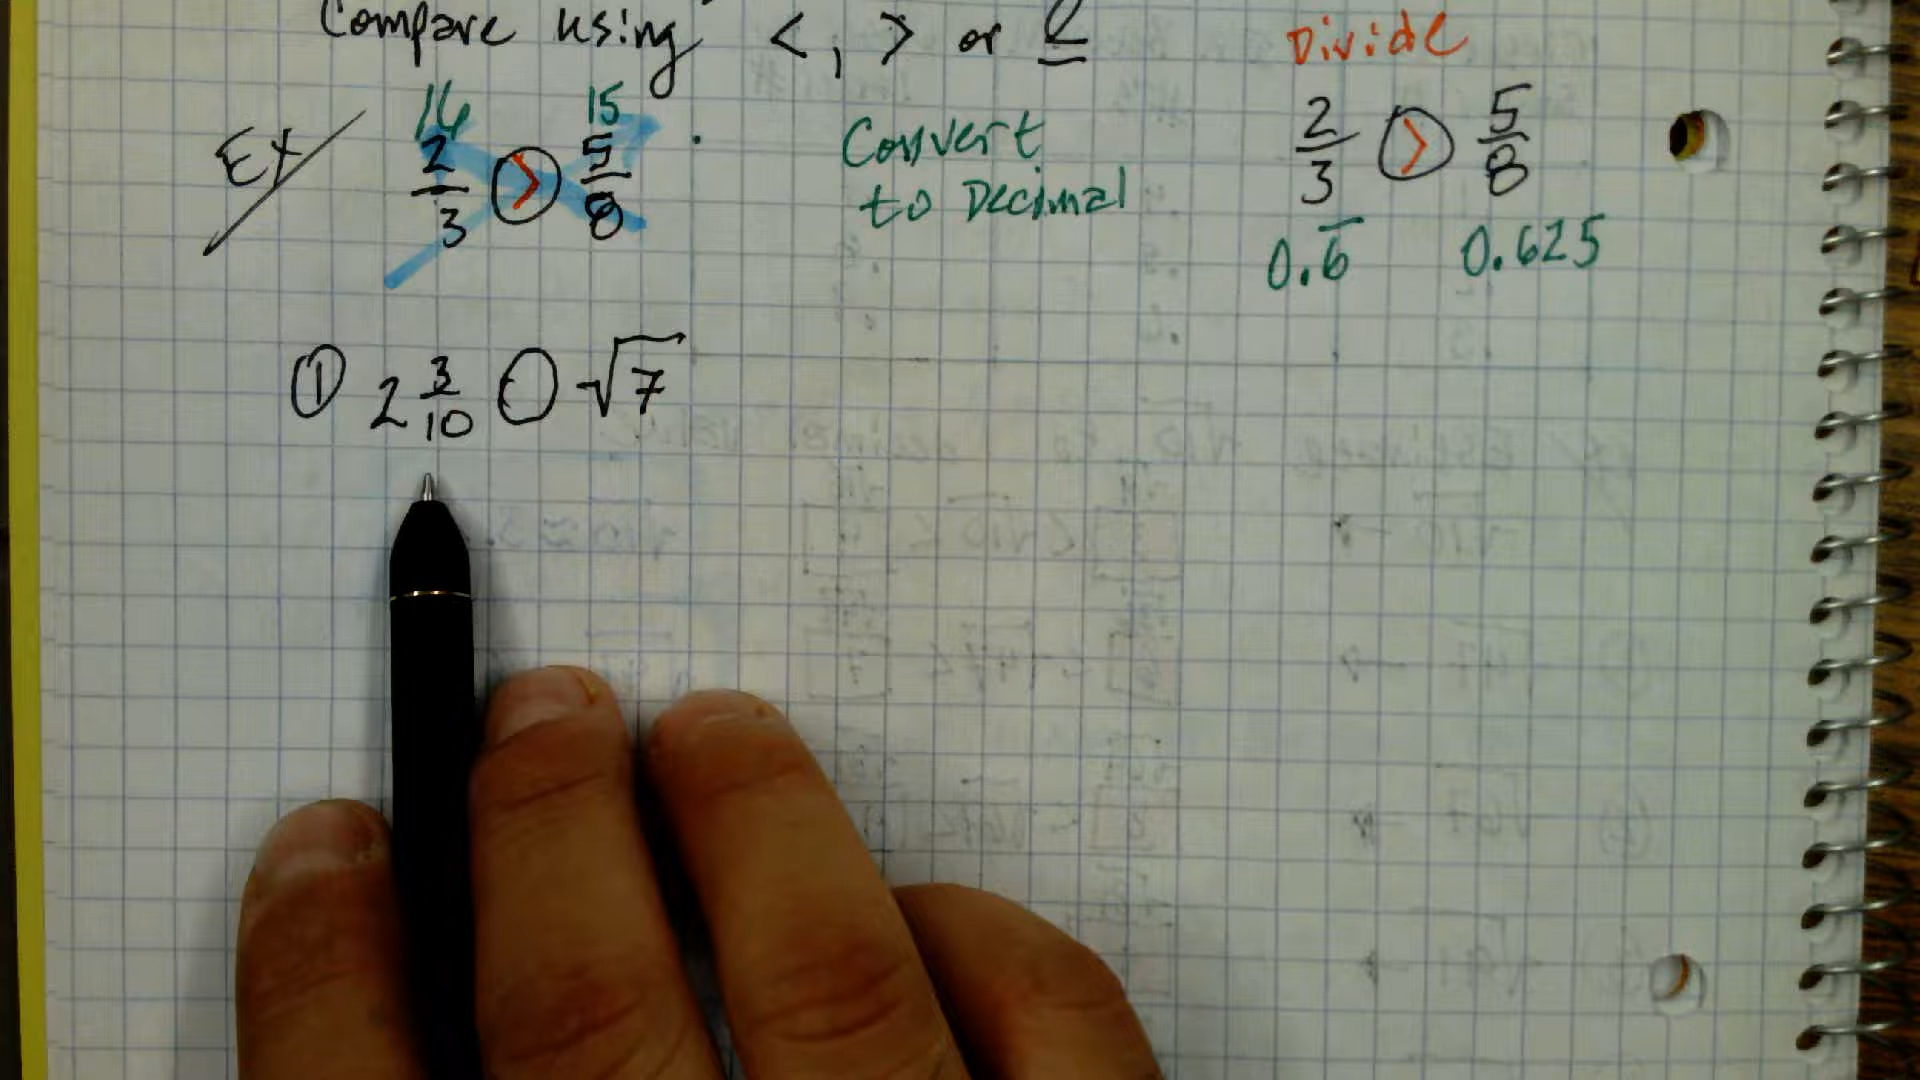 Compare using <, > or =
Divide
Ex 16 15
2/3 > 5/8
Convert
to Decimal
2/3 > 5/8
0.6̅ 0.625
① 2 3/10 ○ √7